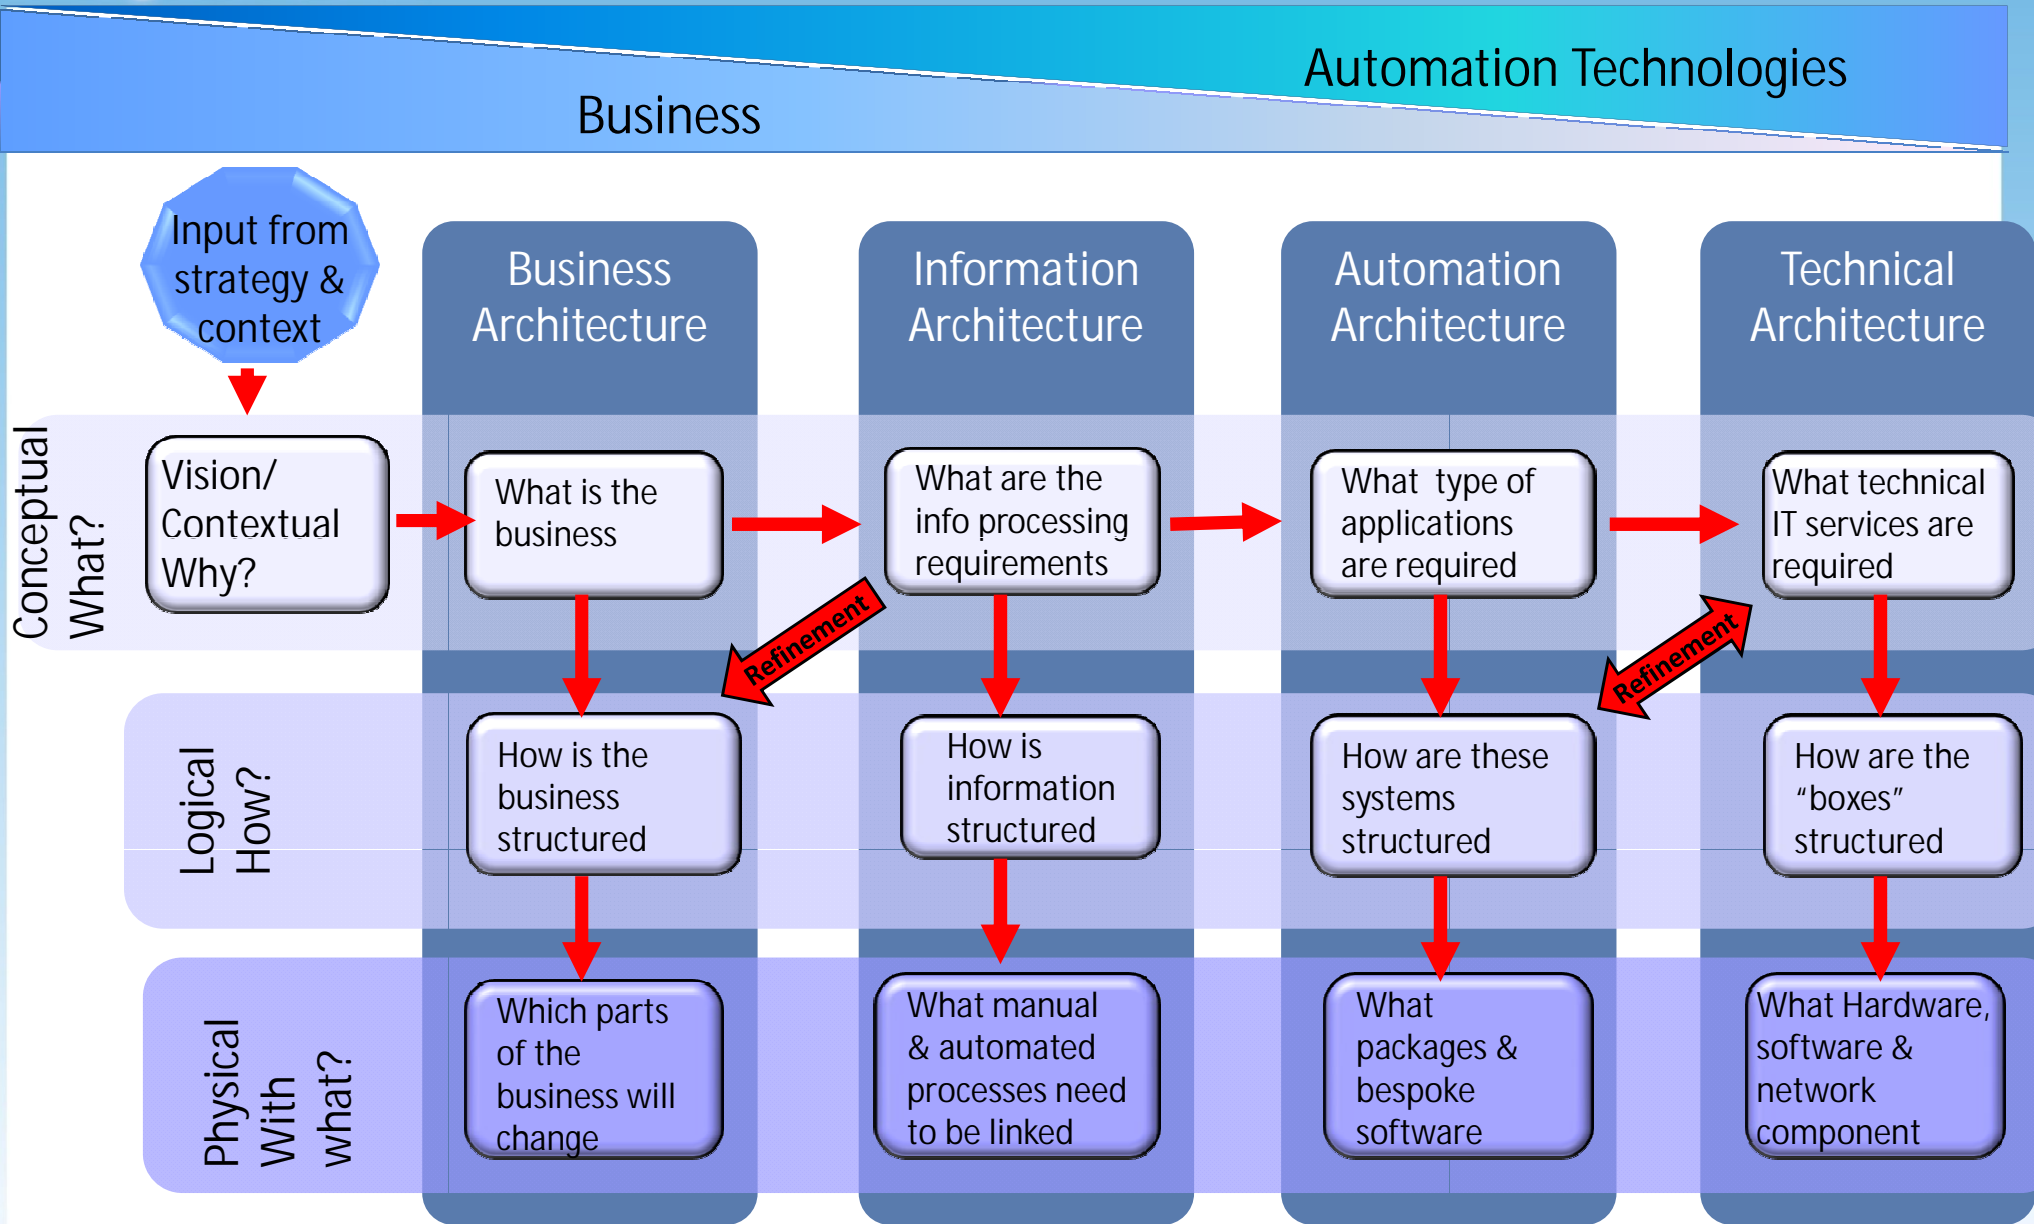 Automation Technologies
Business
Input from
strategy &
context
Business
Architecture
Information
Architecture
Automation
Architecture
Technical
Architecture
Conceptual
What?
Vision/
Contextual
Why?
What is the
business
What are the
info processing
requirements
What type of
applications
are required
What technical
IT services are
required
Refinement
Refinement
Logical
How?
How is the
business
structured
How is
information
structured
How are these
systems
structured
How are the
“boxes”
structured
Physical
With
what?
Which parts
of the
business will
change
What manual
& automated
processes need
to be linked
What
packages &
bespoke
software
What Hardware,
software &
network
component